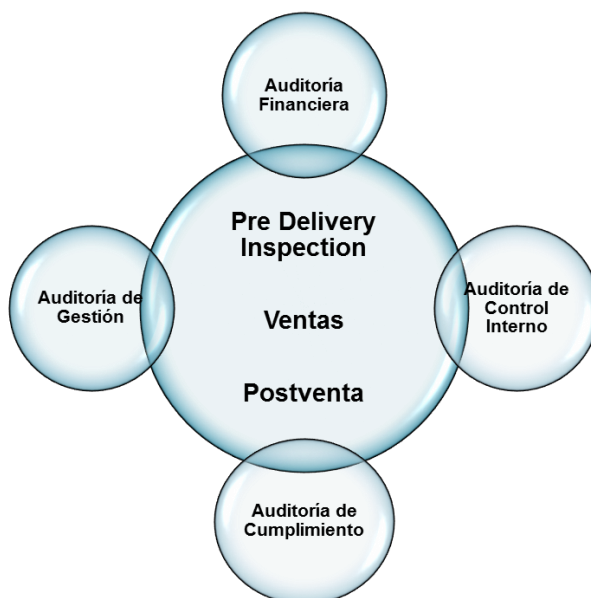 Auditoría
Financiera
Pre Delivery
Inspection
Auditoría de
Gestión
Ventas
Auditoría de
Control
Interno
Postventa
Auditoría de
Cumplimiento